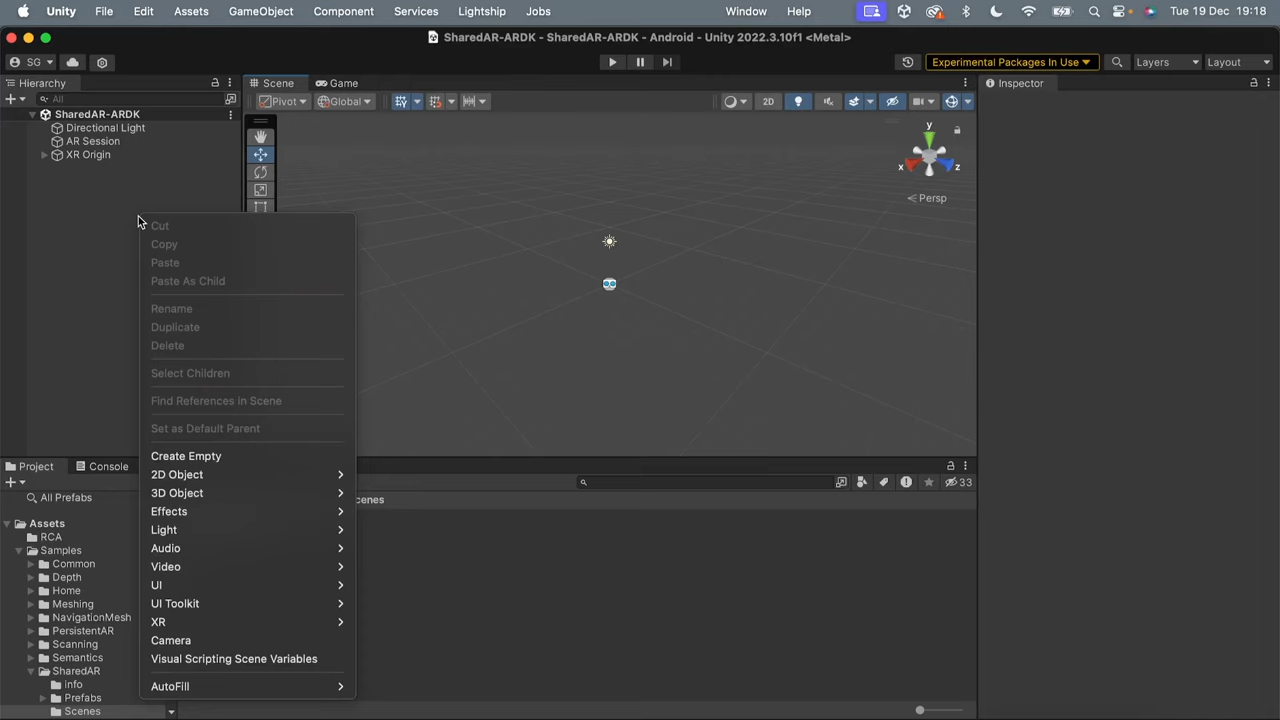 Unity File Edit Assets GameObject Component Services Lightship Jobs Window Help Tue 19 Dec 19:18
SharedAR-ARDK - SharedAR-ARDK - Android - Unity 2022.3.10f1 <Metal>
SG Experimental Packages In Use Layers Layout
Hierarchy Scene Game Inspector
All Pivot Global 2D
SharedAR-ARDK
Directional Light
AR Session
XR Origin
y
x
z
Persp
Cut
Copy
Paste
Paste As Child
Rename
Duplicate
Delete
Select Children
Find References in Scene
Set as Default Parent
Create Empty
2D Object
3D Object
Effects
Light
Audio
Video
UI
UI Toolkit
XR
Camera
Visual Scripting Scene Variables
AutoFill
Project Console
33
All Prefabs
cenes
Assets
RCA
Samples
Common
Depth
Home
Meshing
NavigationMesh
PersistentAR
Scanning
Semantics
SharedAR
info
Prefabs
Scenes